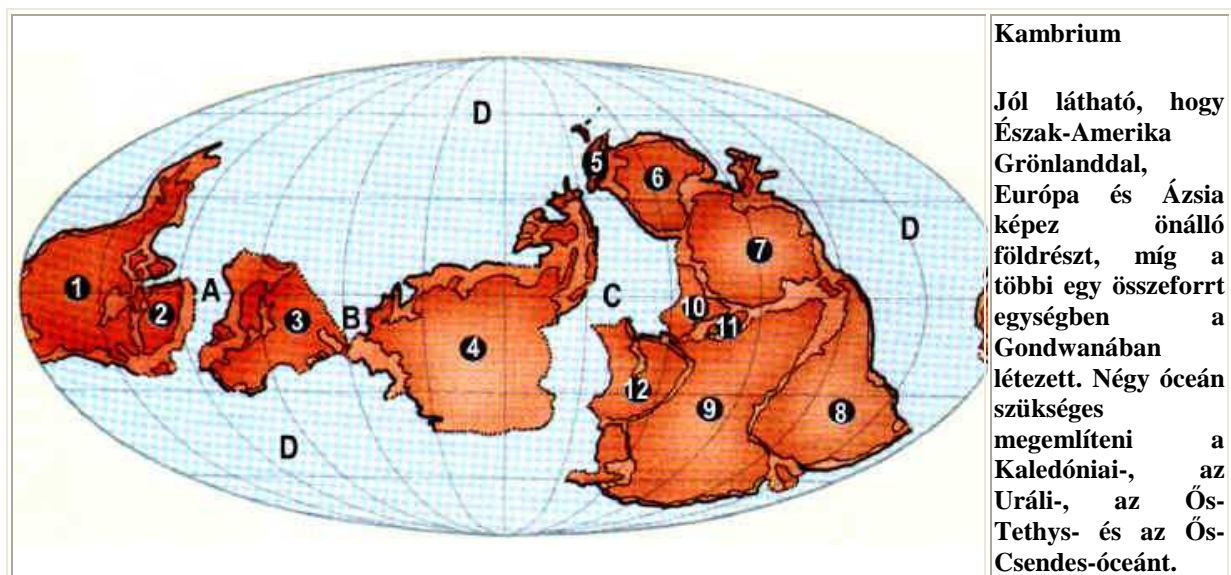 Kambrium
Jól látható, hogy
Észak-Amerika
Grönlanddal,
Európa és Ázsia
képez önálló
földrészt, míg a
többi egy összeforrt
egységben a
Gondwanában
létezett. Négy óceán
szükséges
megemlíteni a
Kaledóniai-, az
Uráli-, az Ős-
Tethys- és az Ős-
Csendes-óceánt.
D
5
6
D
7
1
A
2
3
B
C
10
11
4
12
9
8
D